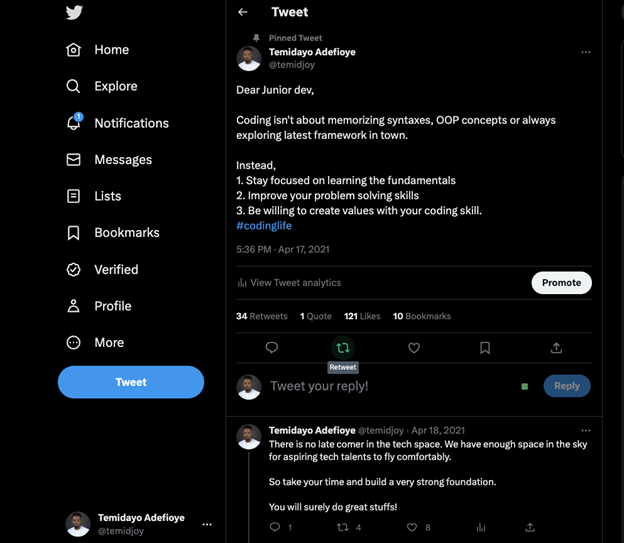 Home
Explore
1
Notifications
Messages
Lists
Bookmarks
Verified
Profile
More
Tweet
Temidayo Adefioye
@temidjoy
Tweet
Pinned Tweet
Temidayo Adefioye
@temidjoy
Dear Junior dev,
Coding isn't about memorizing syntaxes, OOP concepts or always
exploring latest framework in town.
Instead,
1. Stay focused on learning the fundamentals
2. Improve your problem solving skills
3. Be willing to create values with your coding skill.
#codinglife
5:36 PM · Apr 17, 2021
View Tweet analytics
Promote
34 Retweets 1 Quote 121 Likes 10 Bookmarks
Retweet
Tweet your reply!
Reply
Temidayo Adefioye @temidjoy · Apr 18, 2021
There is no late comer in the tech space. We have enough space in the sky
for aspiring tech talents to fly comfortably.
So take your time and build a very strong foundation.
You will surely do great stuffs!
1 4 8